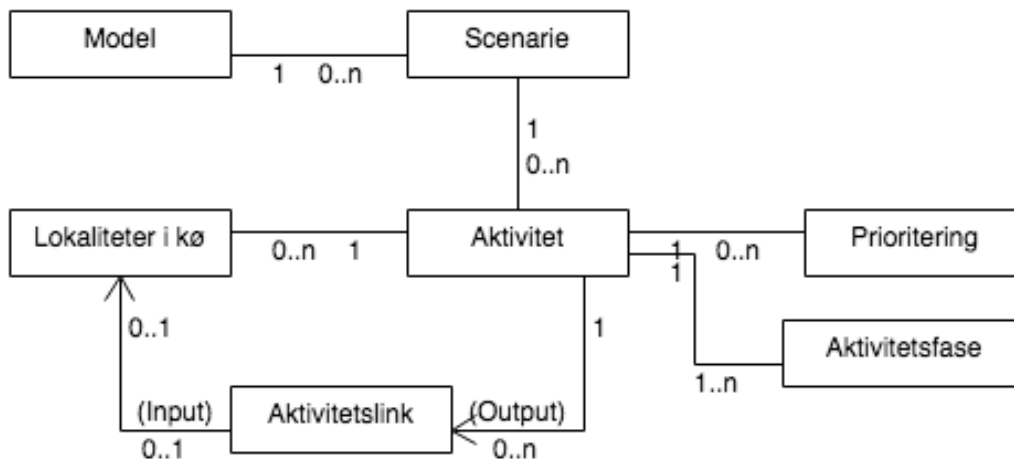 Model
Scenarie
1 0..n
1
0..n
Lokaliteter i kø
Aktivitet
Prioritering
0..n 1
1 0..n
1
0..1
1
Aktivitetsfase
1..n
(Input)
Aktivitetslink
(Output)
0..1
0..n